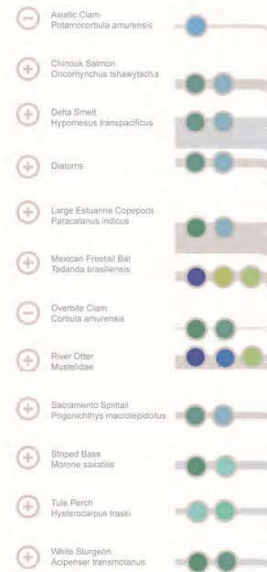 Asiatic Clam
Potamocorbula amurensis
Chinook Salmon
Oncorhynchus tshawytscha
Delta Smelt
Hypomesus transpacificus
Diatoms
Large Estuarine Copepods
Paracalanus indicus
Mexican Freetail Bat
Tadarida brasiliensis
Overbite Clam
Corbula amurensis
River Otter
Mustelidae
Sacramento Splittail
Pogonichthys macrolepidotus
Striped Bass
Morone saxatilis
Tule Perch
Hysterocarpus traskii
White Sturgeon
Acipenser transmotanus